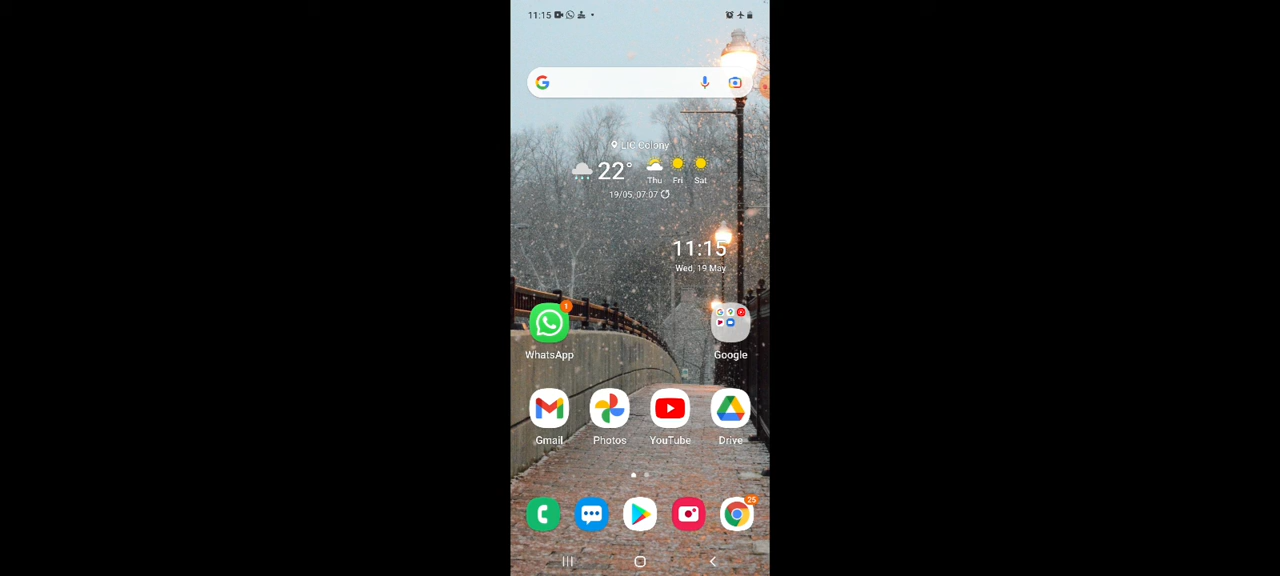 11:15
LIC Colony
22°
Thu Fri Sat
19/05, 07:07
11:15
Wed, 19 May
1
WhatsApp
Google
Gmail Photos YouTube Drive
25